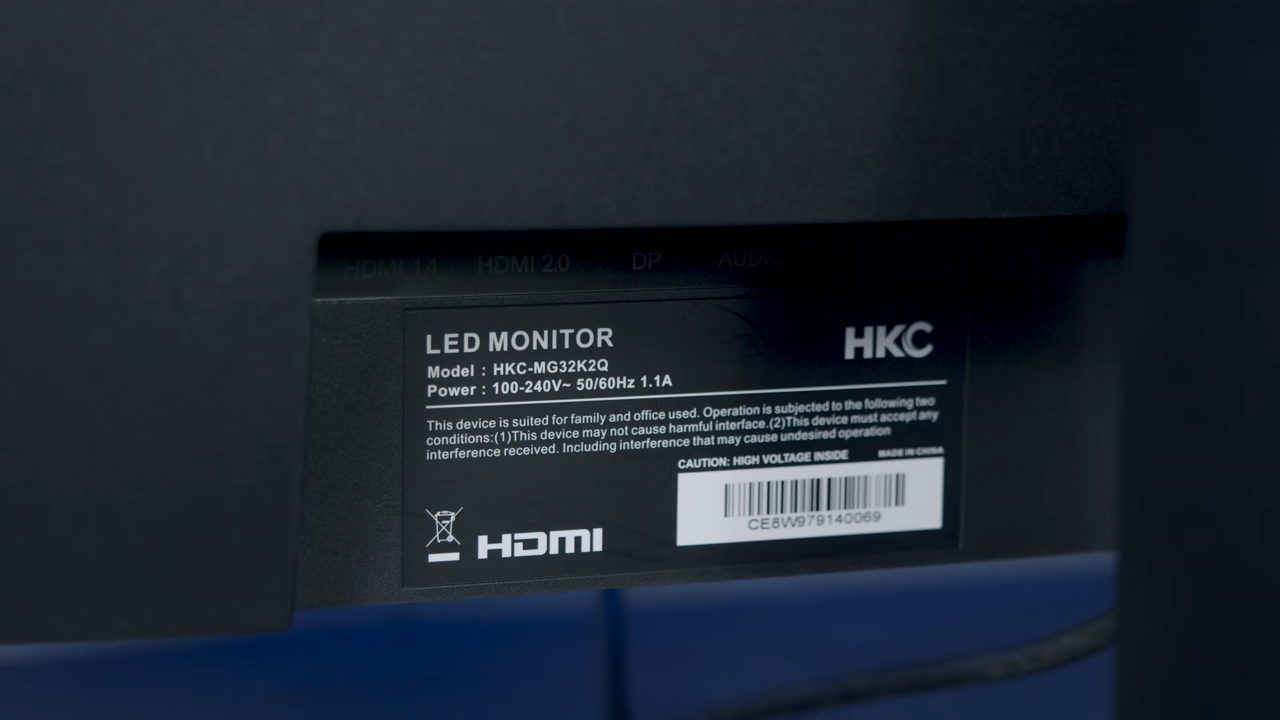 HDMI 1.4 HDMI 2.0 DP AUDIO
LED MONITOR
HKC
Model : HKC-MG32K2Q
Power : 100-240V~ 50/60Hz 1.1A
This device is suited for family and office used. Operation is subjected to the following two
conditions:(1)This device may not cause harmful interface.(2)This device must accept any
interference received. Including interference that may cause undesired operation
CAUTION: HIGH VOLTAGE INSIDE MADE IN CHINA
CE8W979140069
HDMI